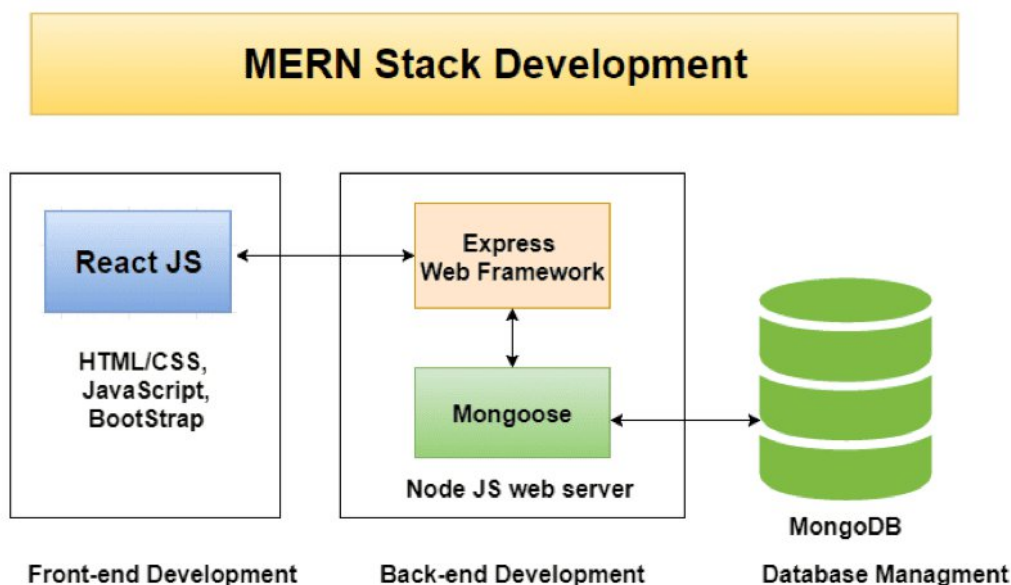 MERN Stack Development
React JS
HTML/CSS,
JavaScript,
BootStrap
Express
Web Framework
Mongoose
Node JS web server
MongoDB
Front-end Development
Back-end Development
Database Managment